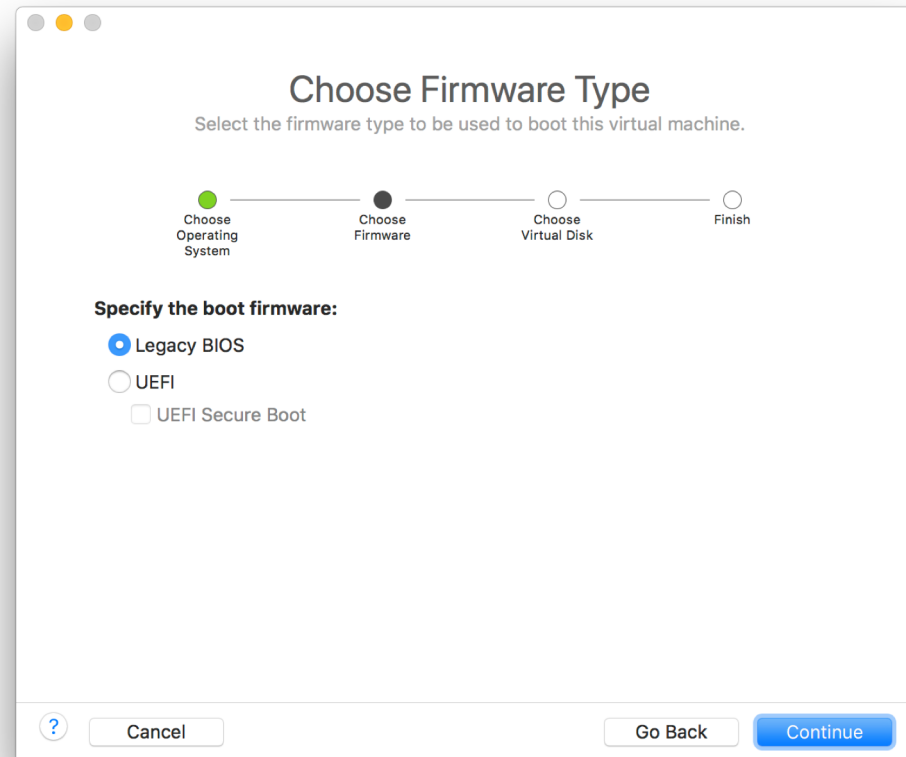 Choose Firmware Type
Select the firmware type to be used to boot this virtual machine.
Choose
Operating
System
Choose
Firmware
Choose
Virtual Disk
Finish
Specify the boot firmware:
Legacy BIOS
UEFI
UEFI Secure Boot
?
Cancel
Go Back
Continue